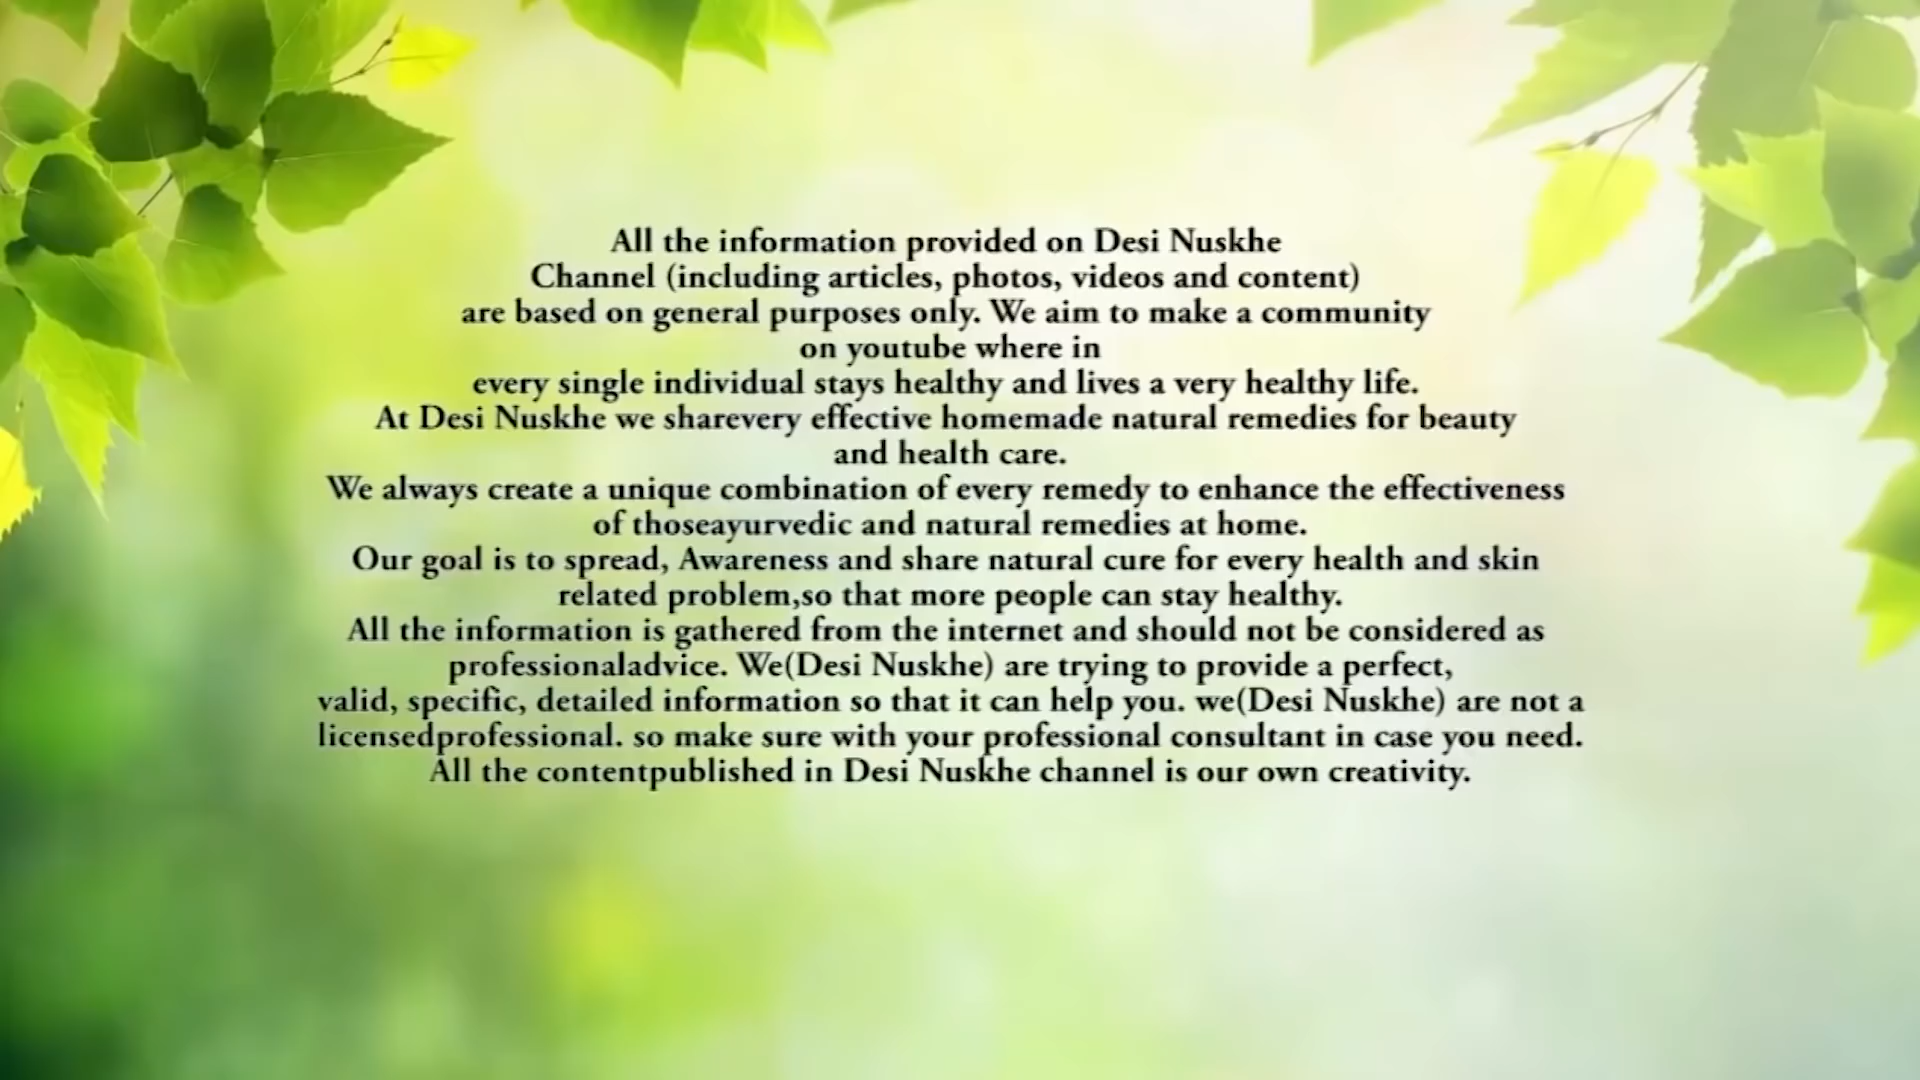 All the information provided on Desi Nuskhe
Channel (including articles, photos, videos and content)
are based on general purposes only. We aim to make a community
on youtube where in
every single individual stays healthy and lives a very healthy life.
At Desi Nuskhe we sharevery effective homemade natural remedies for beauty
and health care.
We always create a unique combination of every remedy to enhance the effectiveness
of thoseayurvedic and natural remedies at home.
Our goal is to spread, Awareness and share natural cure for every health and skin
related problem,so that more people can stay healthy.
All the information is gathered from the internet and should not be considered as
professionaladvice. We(Desi Nuskhe) are trying to provide a perfect,
valid, specific, detailed information so that it can help you. we(Desi Nuskhe) are not a
licensedprofessional. so make sure with your professional consultant in case you need.
All the contentpublished in Desi Nuskhe channel is our own creativity.